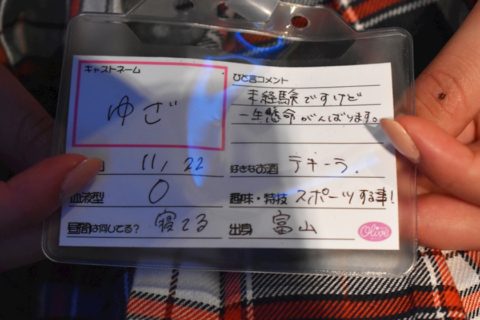 キャストネーム
ゆざ
ひと言コメント
未経験ですけど
一生懸命がんばります。
11/22
好きなお酒 テキーラ.
血液型 O
趣味・特技 スポーツする事!
昼間は何してる? 寝てる
出身 富山
Olive